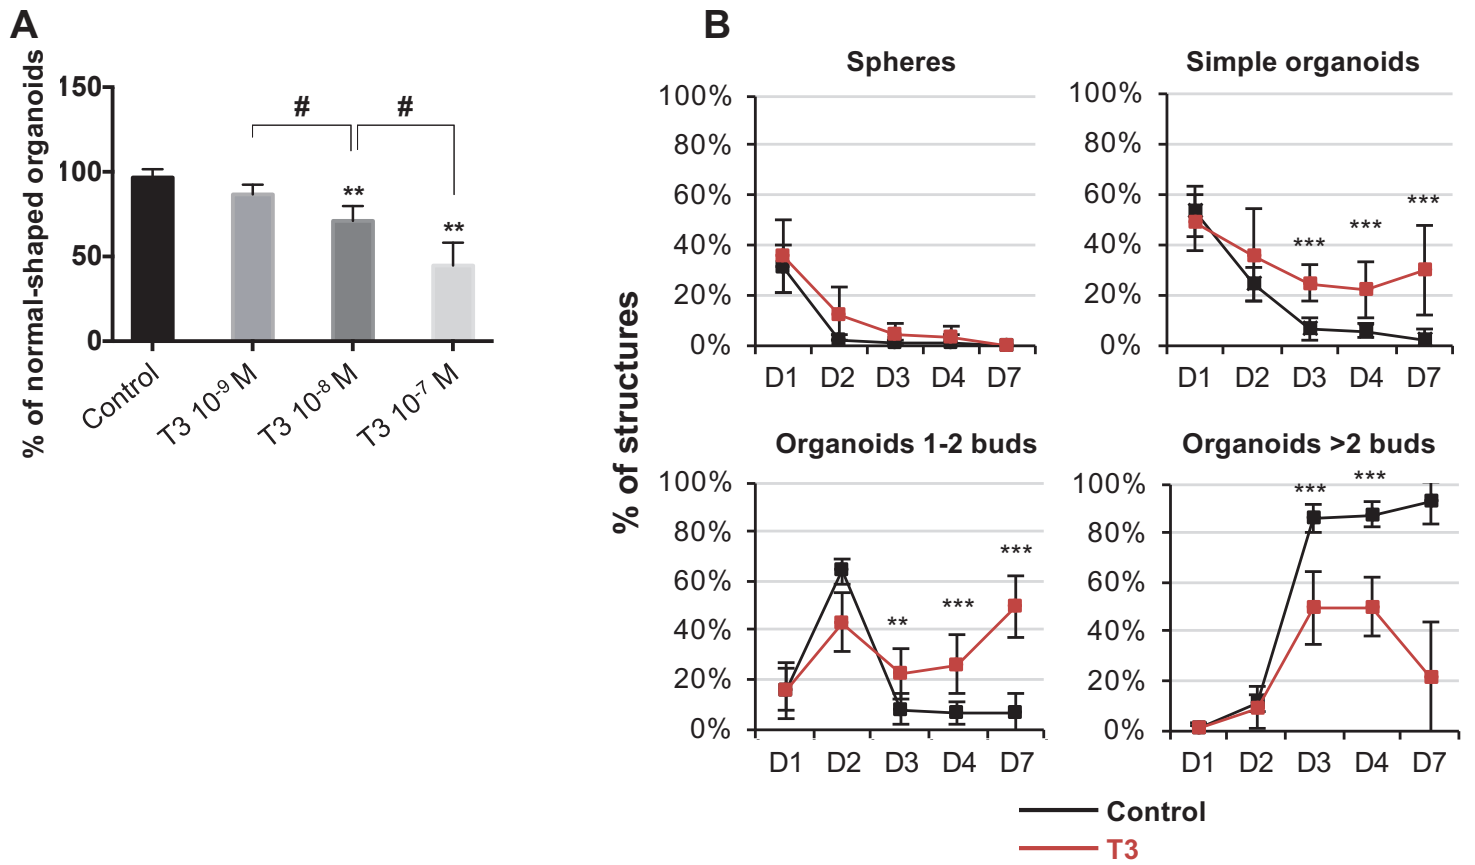 A
% of normal-shaped organoids
150
100
50
0
#
#
**
**
Control
T3 10-9 M
T3 10-8 M
T3 10-7 M
B
% of structures
Spheres
100%
80%
60%
40%
20%
0%
D1 D2 D3 D4 D7
Simple organoids
100%
80%
60%
40%
20%
0%
***
***
***
D1 D2 D3 D4 D7
Organoids 1-2 buds
100%
80%
60%
40%
20%
0%
**
***
***
D1 D2 D3 D4 D7
Organoids >2 buds
100%
80%
60%
40%
20%
0%
***
***
D1 D2 D3 D4 D7
Control
T3